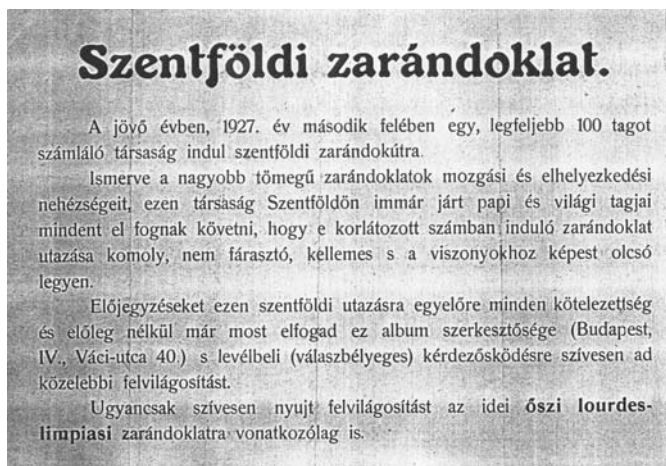 Szentföldi zarándoklat.
A jövő évben, 1927. év második felében egy, legfeljebb 100 tagot
számláló társaság indul szentföldi zarándokútra.
Ismerve a nagyobb tömegű zarándoklatok mozgási és elhelyezkedési
nehézségeit, ezen társaság Szentföldön immár járt papi és világi tagjai
mindent el fognak követni, hogy e korlátozott számban induló zarándoklat
utazása komoly, nem fárasztó, kellemes s a viszonyokhoz képest olcsó
legyen.
Előjegyzéseket ezen szentföldi utazásra egyelőre minden kötelezettség
és előleg nélkül már most elfogad ez album szerkesztősége (Budapest,
IV., Váci-utca 40.) s levélbeli (válaszbélyeges) kérdezősködésre szívesen ad
közelebbi felvilágosítást.
Ugyancsak szívesen nyujt felvilágosítást az idei őszi lourdes-
limpiasi zarándoklatra vonatkozólag is.